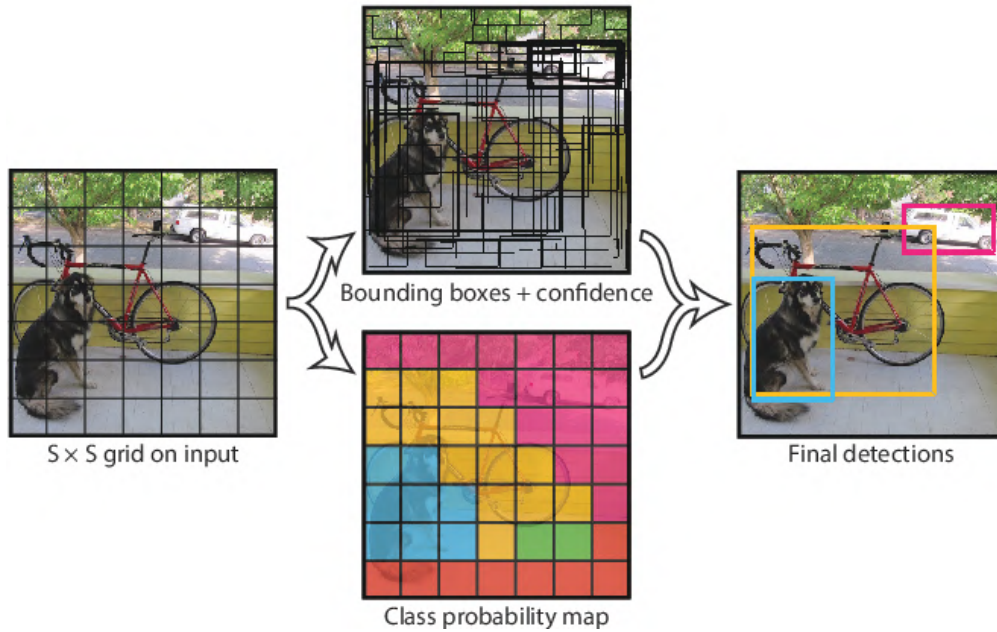 Bounding boxes + confidence
S × S grid on input
Final detections
Class probability map